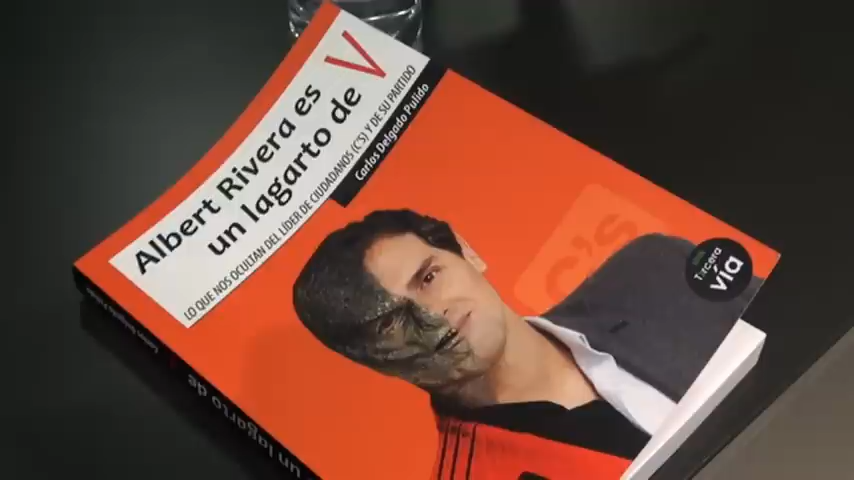 Albert Rivera es
un lagarto de V
LO QUE NOS OCULTAN DEL LÍDER DE CIUDADANOS (C'S) Y DE SU PARTIDO
Carlos Delgado Pulido
C's
Tercera
vía
un lagarto de